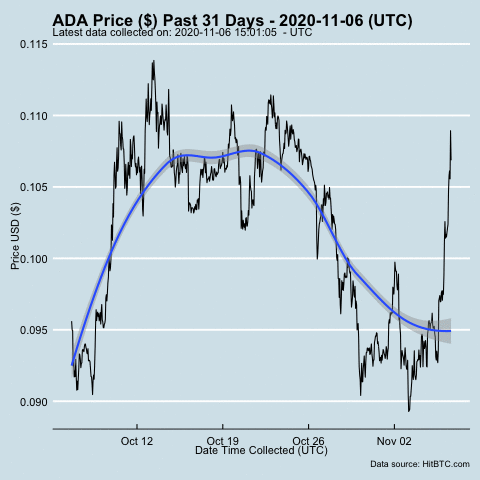 ADA Price ($) Past 31 Days - 2020-11-06 (UTC)
Latest data collected on: 2020-11-06 15:01:05 - UTC
0.115
0.110
0.105
0.100
0.095
0.090
Price USD ($)
Oct 12
Oct 19
Oct 26
Nov 02
Date Time Collected (UTC)
Data source: HitBTC.com